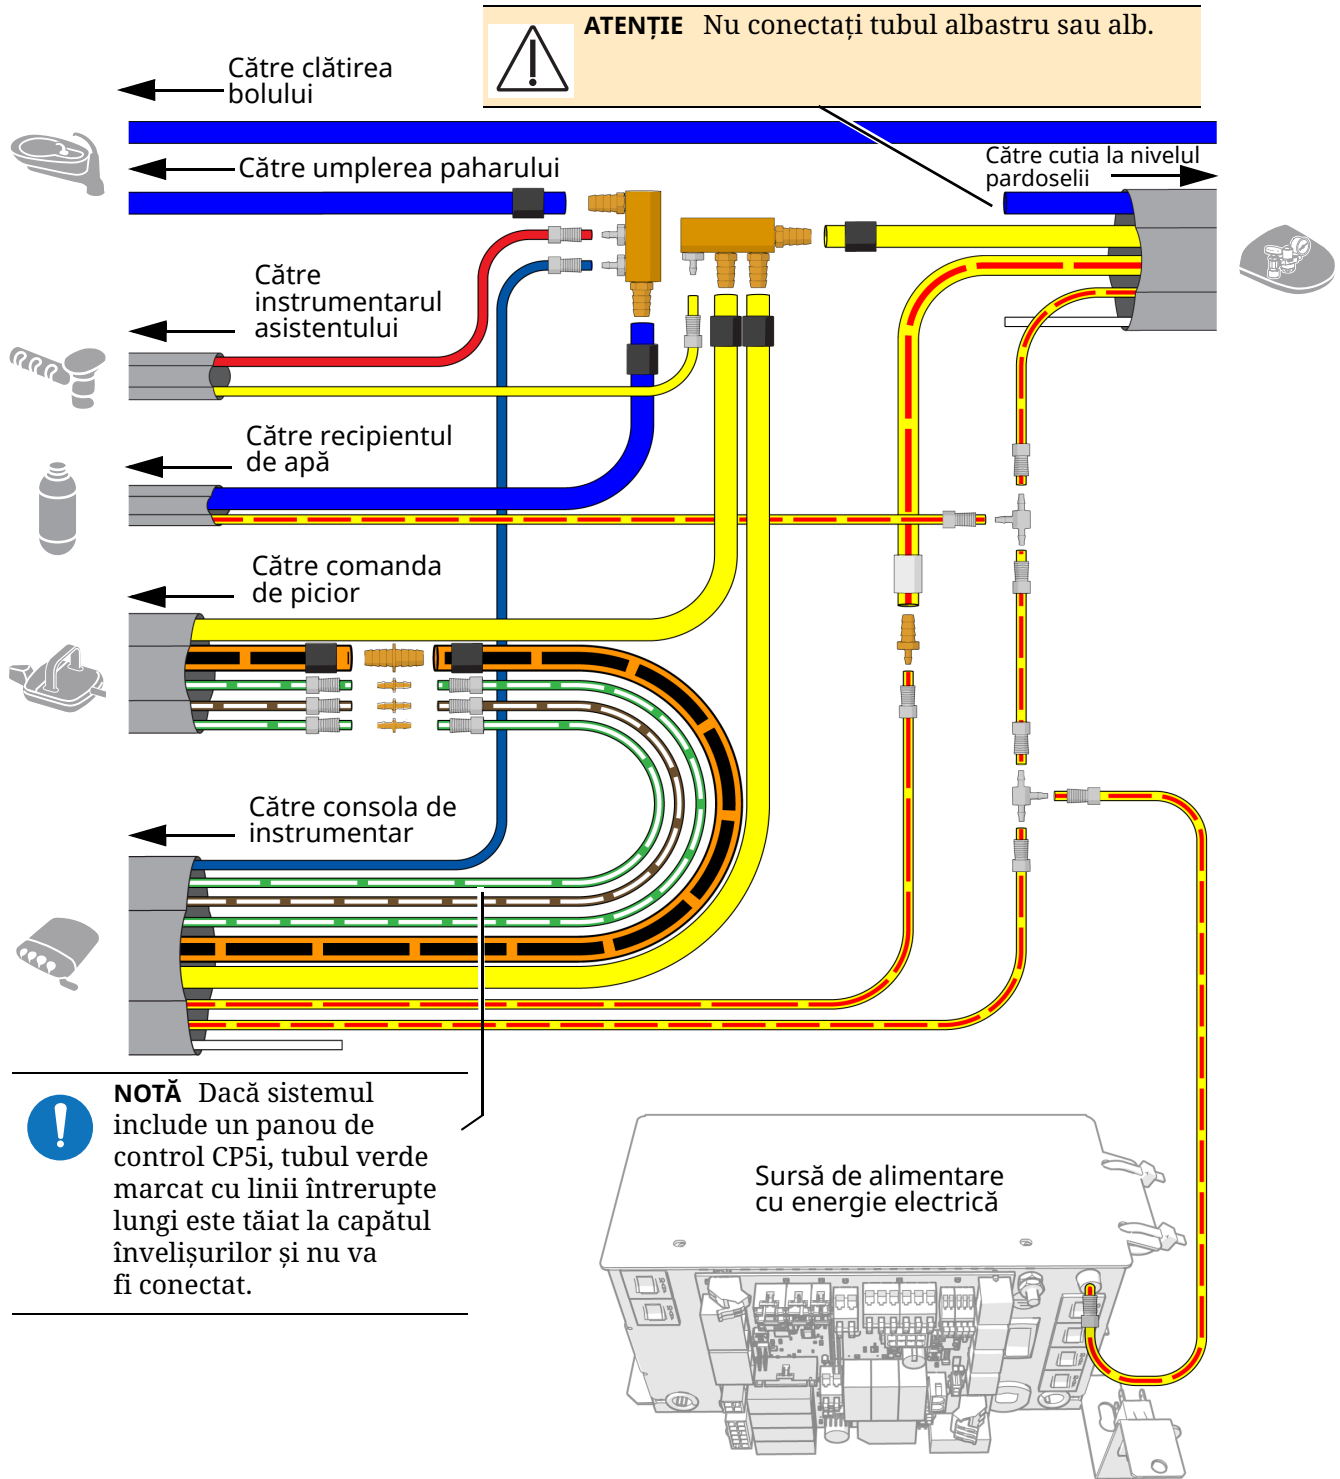 ATENȚIE Nu conectați tubul albastru sau alb.
Către clătirea
bolului
Către umplerea paharului
Către cutia la nivelul
pardoselii
Către
instrumentarul
asistentului
Către recipientul
de apă
Către comanda
de picior
Către consola de
instrumentar
NOTĂ Dacă sistemul
include un panou de
control CP5i, tubul verde
marcat cu linii întrerupte
lungi este tăiat la capătul
învelișurilor și nu va
fi conectat.
Sursă de alimentare
cu energie electrică